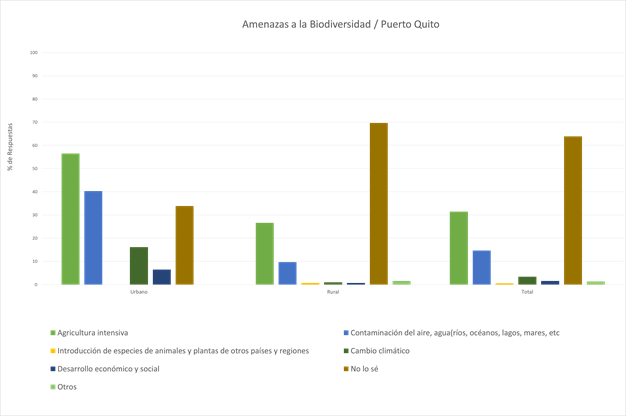 Amenazas a la Biodiversidad / Puerto Quito
% de Respuestas
100
90
80
70
60
50
40
30
20
10
0
Urbano Rural Total
Agricultura intensiva Contaminación del aire, agua(ríos, océanos, lagos, mares, etc
Introducción de especies de animales y plantas de otros países y regiones Cambio climático
Desarrollo económico y social No lo sé
Otros